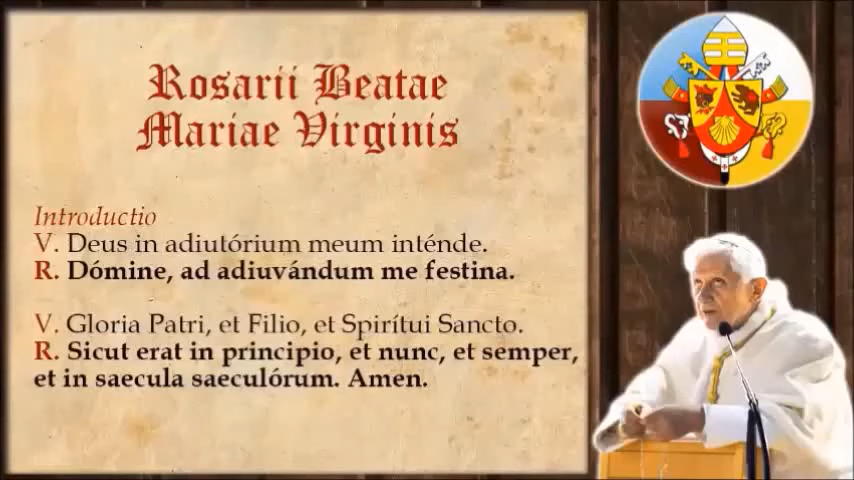 Rosarii Beatae
Mariae Virginis
Introductio
V. Deus in adiutórium meum inténde.
R. Dómine, ad adiuvándum me festina.
V. Gloria Patri, et Filio, et Spirítui Sancto.
R. Sicut erat in principio, et nunc, et semper,
et in saecula saeculórum. Amen.